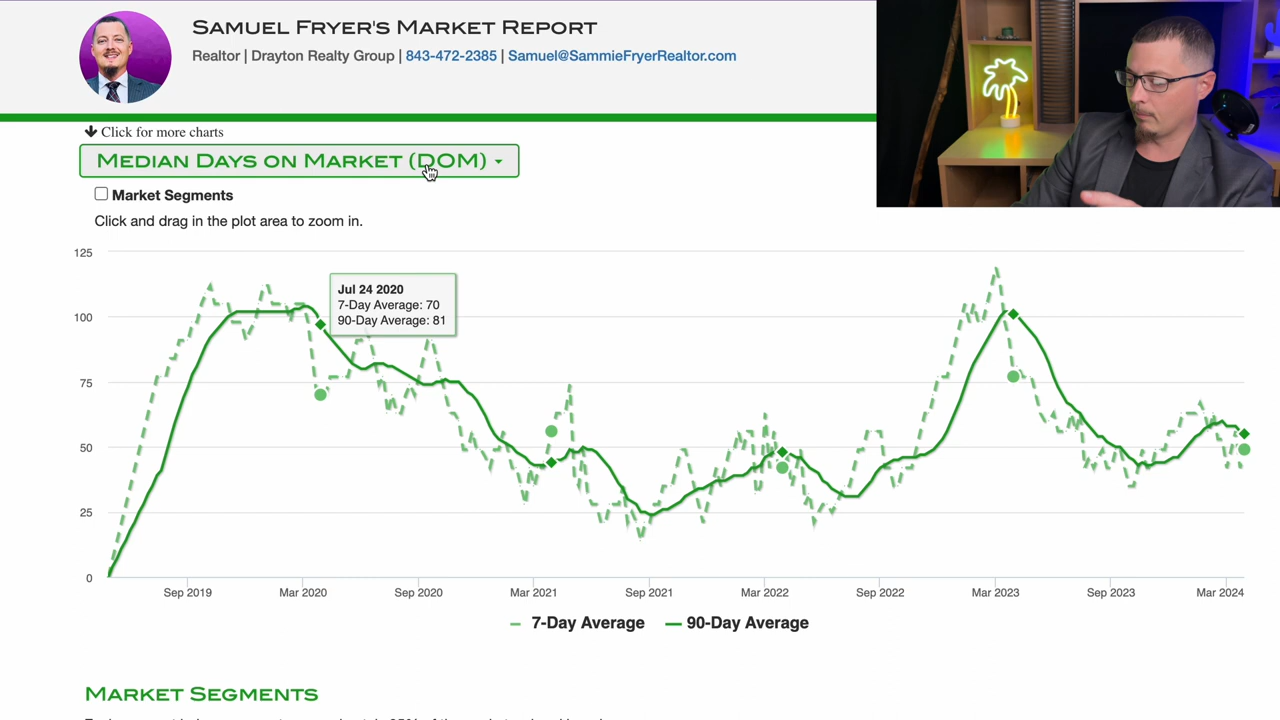 SAMUEL FRYER'S MARKET REPORT
Realtor | Drayton Realty Group | 843-472-2385 | Samuel@SammieFryerRealtor.com
Click for more charts
MEDIAN DAYS ON MARKET (DOM)
Market Segments
Click and drag in the plot area to zoom in.
125
100
75
50
25
0
Jul 24 2020
7-Day Average: 70
90-Day Average: 81
Sep 2019 Mar 2020 Sep 2020 Mar 2021 Sep 2021 Mar 2022 Sep 2022 Mar 2023 Sep 2023 Mar 2024
7-Day Average 90-Day Average
MARKET SEGMENTS